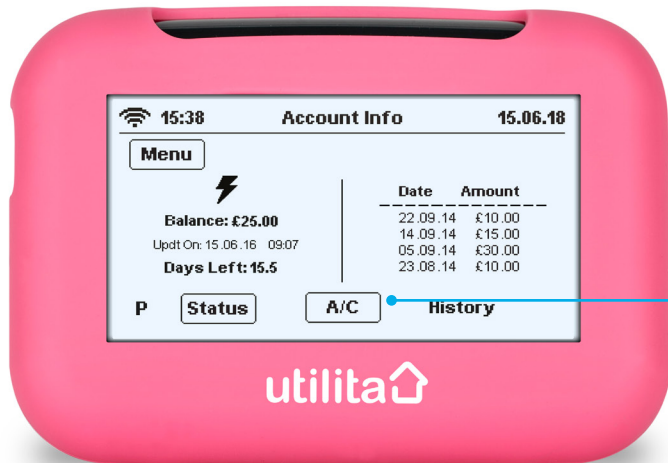 15:38 Account Info 15.06.18
Menu
Balance: £25.00
Updt On: 15.06.16 09:07
Days Left: 15.5
Date Amount
22.09.14 £10.00
14.09.14 £15.00
05.09.14 £30.00
23.08.14 £10.00
P Status A/C History
utilita